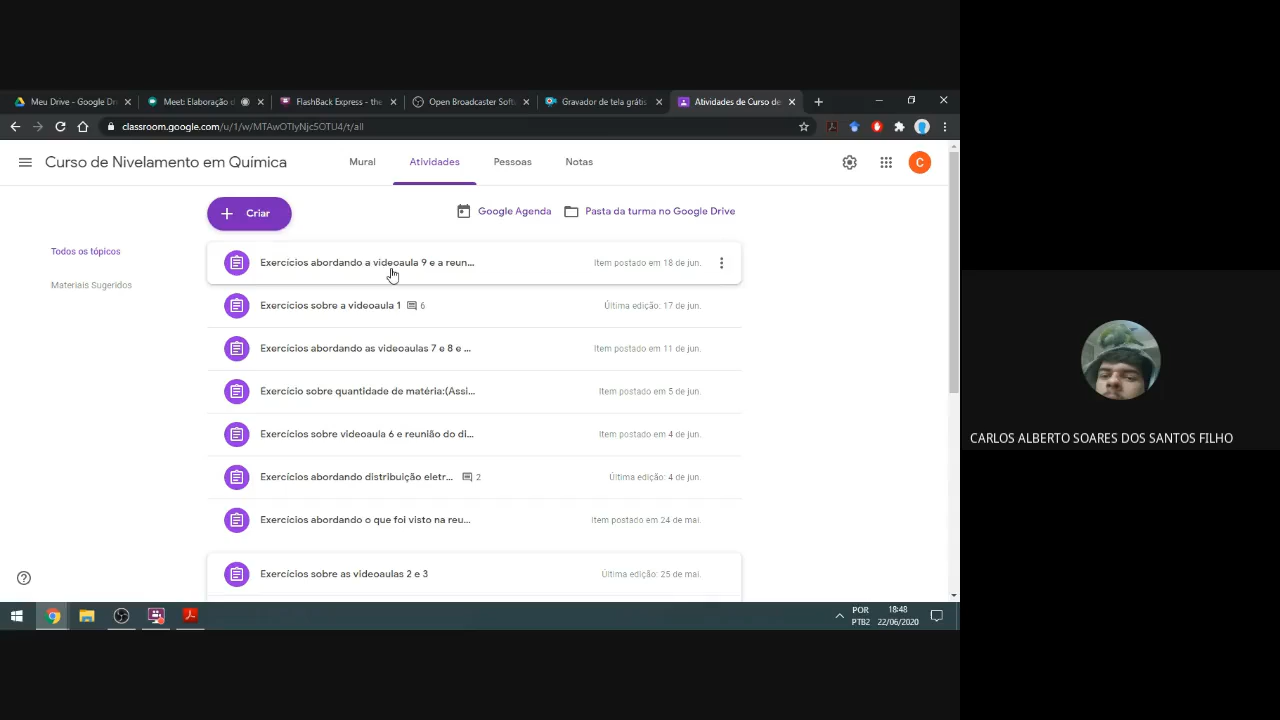 Meu Drive - Google Dr
Meet: Elaboração d
FlashBack Express - the
Open Broadcaster Soft
Gravador de tela grátis
Atividades de Curso de
classroom.google.com/u/1/w/MTAwOTIyNjc5OTU4/t/all
Curso de Nivelamento em Química
Mural
Atividades
Pessoas
Notas
C
Criar
Google Agenda
Pasta da turma no Google Drive
Todos os tópicos
Materiais Sugeridos
Exercícios abordando a videoaula 9 e a reun...
Item postado em 18 de jun.
Exercícios sobre a videoaula 1
6
Última edição: 17 de jun.
Exercícios abordando as videoaulas 7 e 8 e ...
Item postado em 11 de jun.
Exercício sobre quantidade de matéria:(Assi...
Item postado em 5 de jun.
Exercícios sobre videoaula 6 e reunião do di...
Item postado em 4 de jun.
Exercícios abordando distribuição eletr...
2
Última edição: 4 de jun.
Exercícios abordando o que foi visto na reu...
Item postado em 24 de mai.
Exercícios sobre as videoaulas 2 e 3
Última edição: 25 de mai.
POR
PTB2
18:48
22/06/2020
CARLOS ALBERTO SOARES DOS SANTOS FILHO